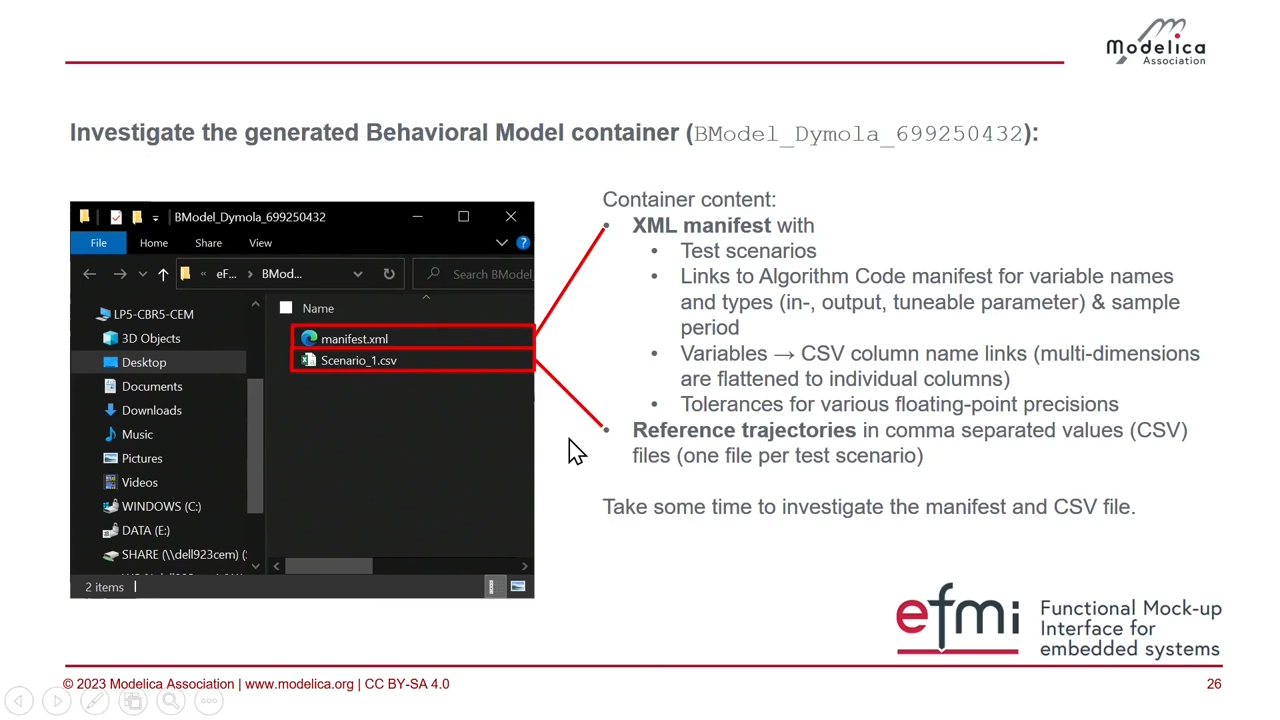 Modelica
Association
Investigate the generated Behavioral Model container (BModel_Dymola_699250432):
BModel_Dymola_699250432
File Home Share View
« eF... > BMod... Search BModel
LP5-CBR5-CEM
3D Objects
Desktop
Documents
Downloads
Music
Pictures
Videos
WINDOWS (C:)
DATA (E:)
SHARE (\\dell923cem) (
Name
manifest.xml
Scenario_1.csv
2 items
Container content:
• XML manifest with
• Test scenarios
• Links to Algorithm Code manifest for variable names
and types (in-, output, tuneable parameter) & sample
period
• Variables → CSV column name links (multi-dimensions
are flattened to individual columns)
• Tolerances for various floating-point precisions
• Reference trajectories in comma separated values (CSV)
files (one file per test scenario)
Take some time to investigate the manifest and CSV file.
efmi
Functional Mock-up
Interface for
embedded systems
© 2023 Modelica Association | www.modelica.org | CC BY-SA 4.0
26